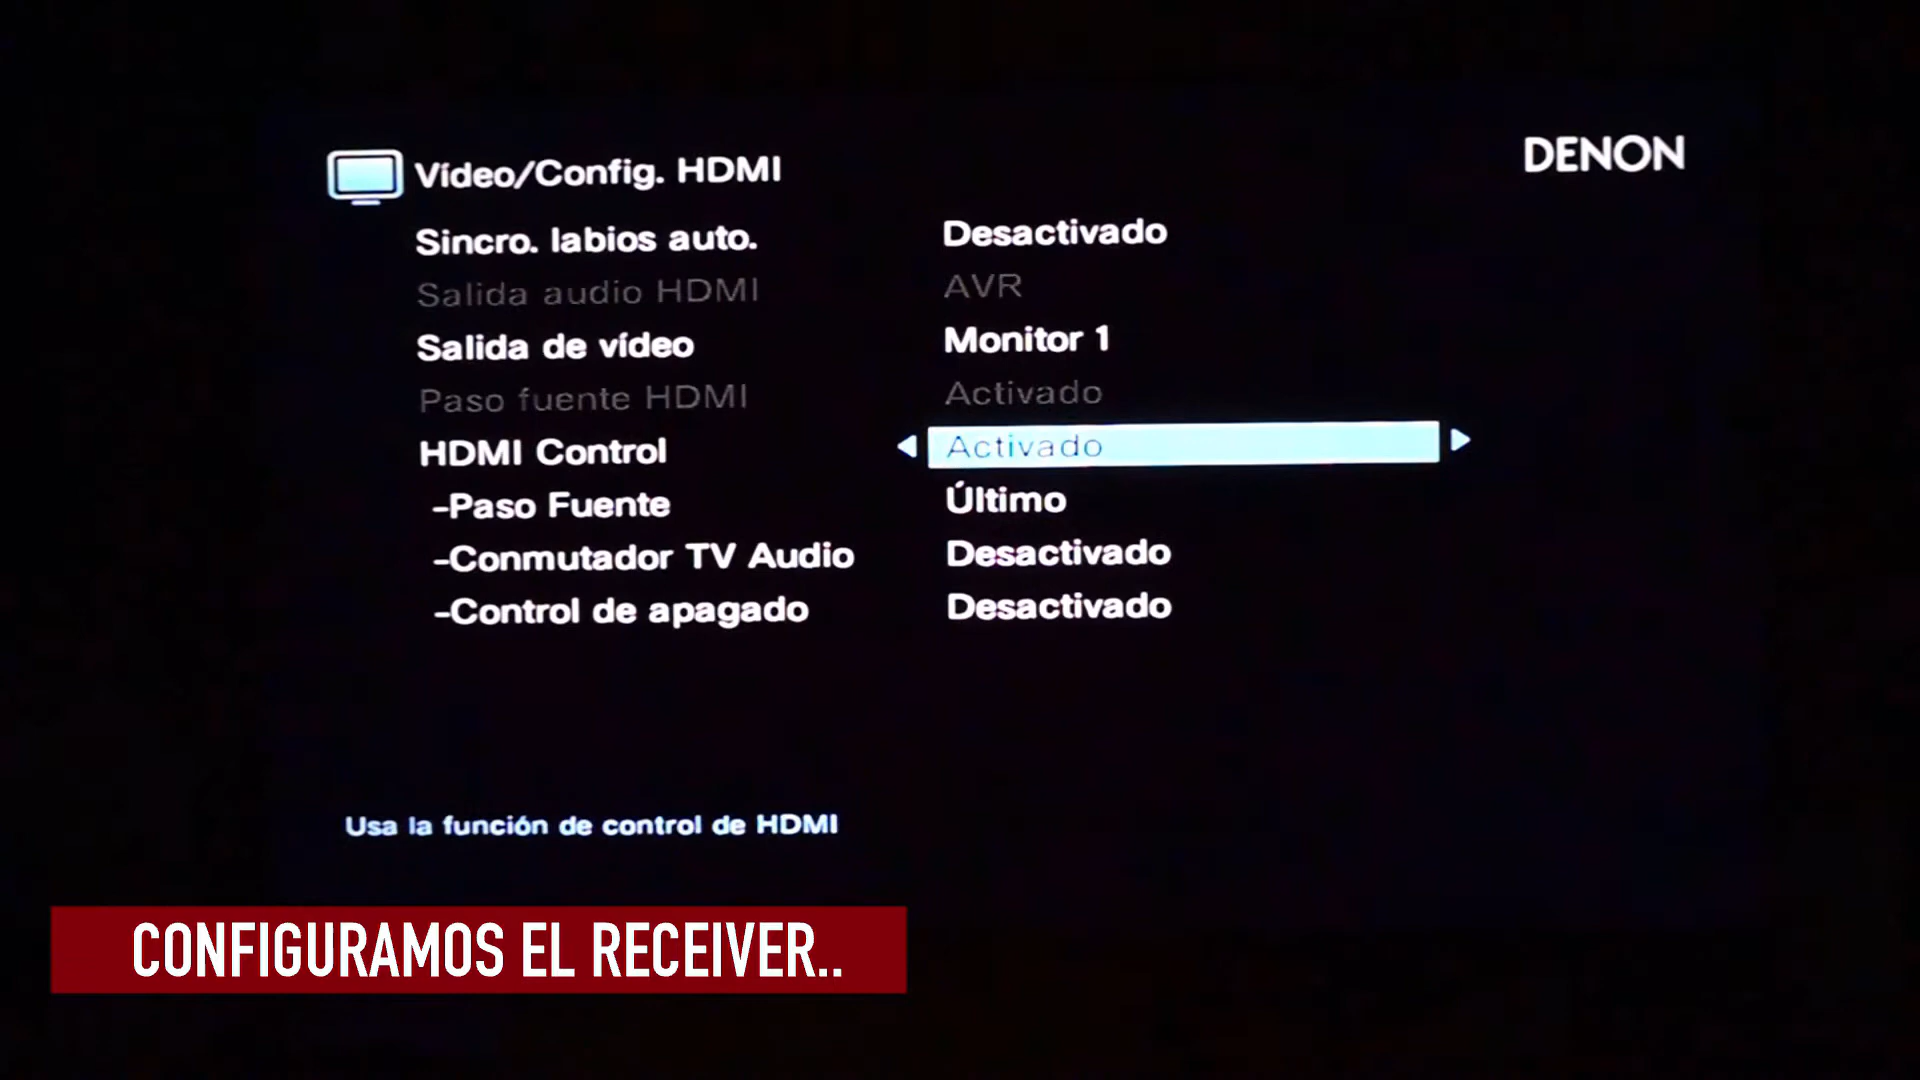 DENON
Vídeo/Config. HDMI
Sincro. labios auto. Desactivado
Salida audio HDMI AVR
Salida de vídeo Monitor 1
Paso fuente HDMI Activado
HDMI Control Activado
-Paso Fuente Último
-Conmutador TV Audio Desactivado
-Control de apagado Desactivado
Usa la función de control de HDMI
CONFIGURAMOS EL RECEIVER..